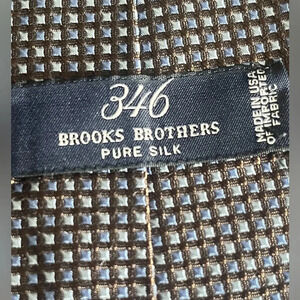 346
BROOKS BROTHERS
PURE SILK
MADE IN USA
OF IMPORTED
FABRIC